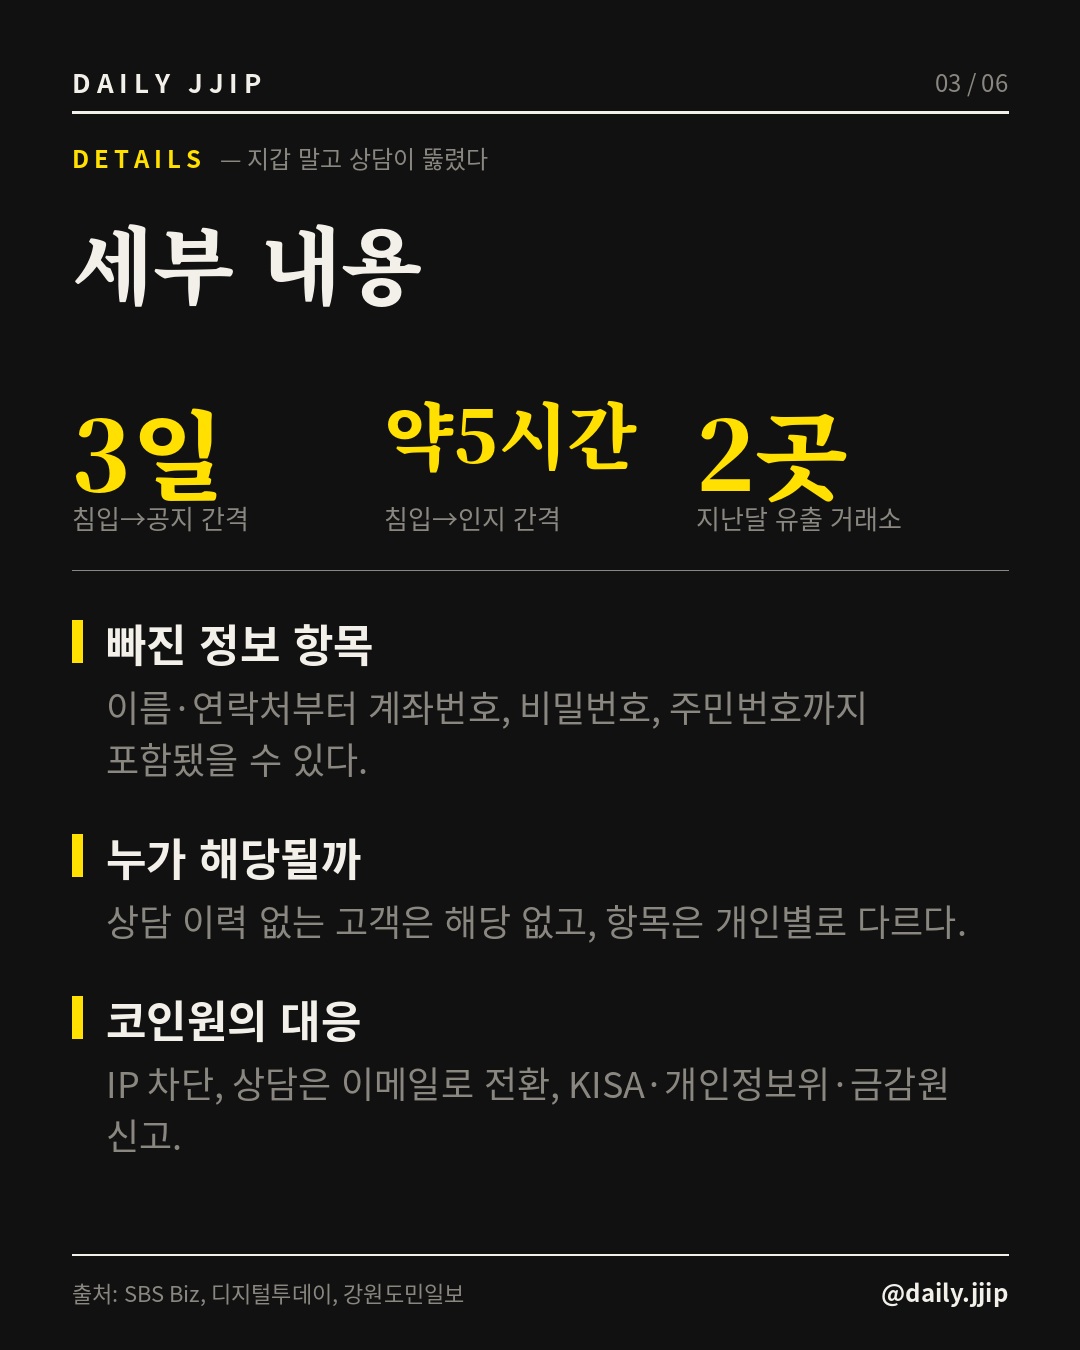 DAILY JJIP
03 / 06
DETAILS — 지갑 말고 상담이 뚫렸다
세부 내용
3일 약5시간 2곳
침입→공지 간격 침입→인지 간격 지난달 유출 거래소
빠진 정보 항목
이름·연락처부터 계좌번호, 비밀번호, 주민번호까지
포함됐을 수 있다.
누가 해당될까
상담 이력 없는 고객은 해당 없고, 항목은 개인별로 다르다.
코인원의 대응
IP 차단, 상담은 이메일로 전환, KISA·개인정보위·금감원
신고.
출처: SBS Biz, 디지털투데이, 강원도민일보
@daily.jjip